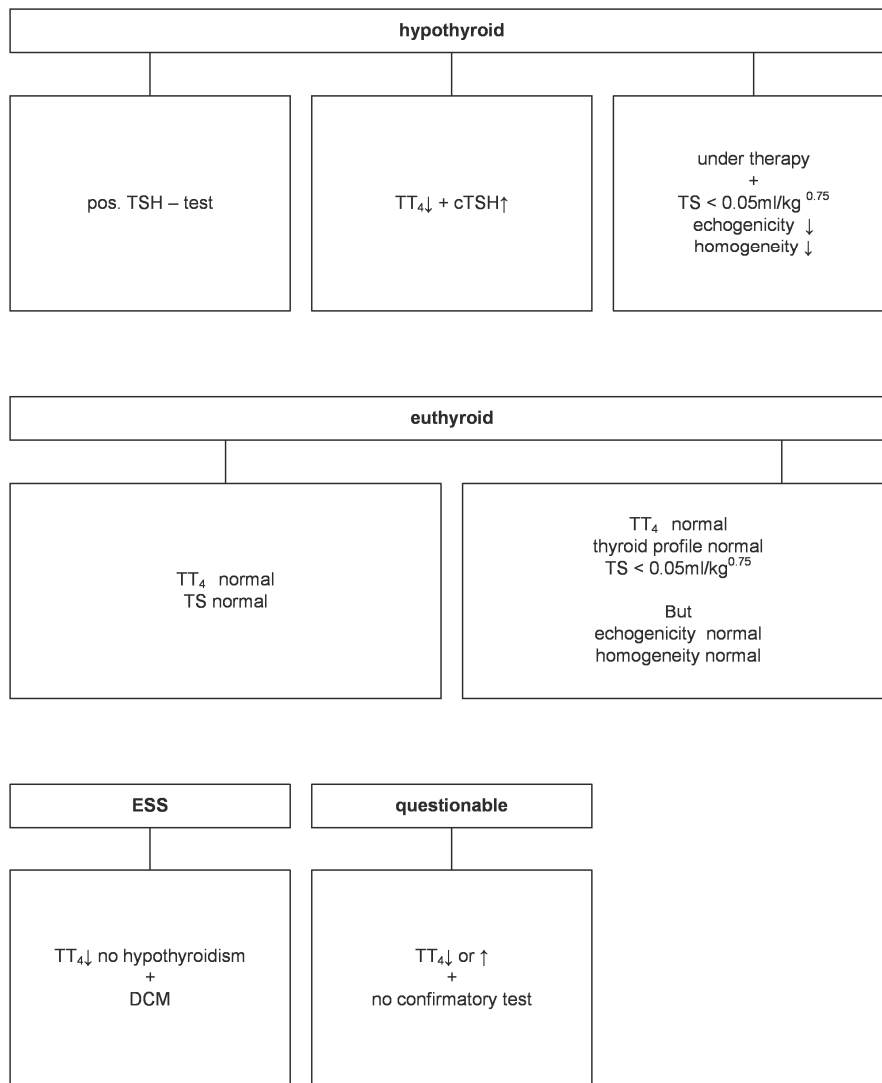 hypothyroid
pos. TSH – test
TT₄↓ + cTSH↑
under therapy
+
TS < 0.05ml/kg ⁰·⁷⁵
echogenicity ↓
homogeneity ↓
euthyroid
TT₄ normal
TS normal
TT₄ normal
thyroid profile normal
TS < 0.05ml/kg⁰·⁷⁵
But
echogenicity normal
homogeneity normal
ESS
questionable
TT₄↓ no hypothyroidism
+
DCM
TT₄↓ or ↑
+
no confirmatory test